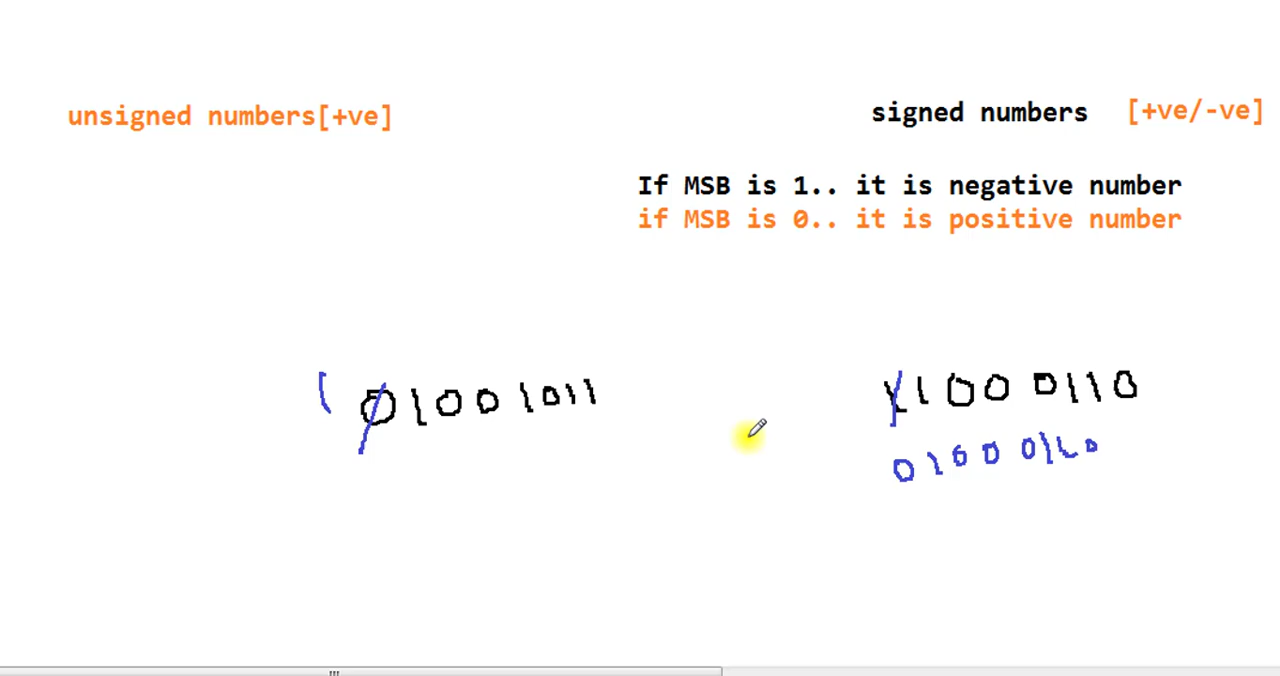 unsigned numbers[+ve]
signed numbers [+ve/-ve]
If MSB is 1.. it is negative number
if MSB is 0.. it is positive number
1 01001011
11000110
01000110